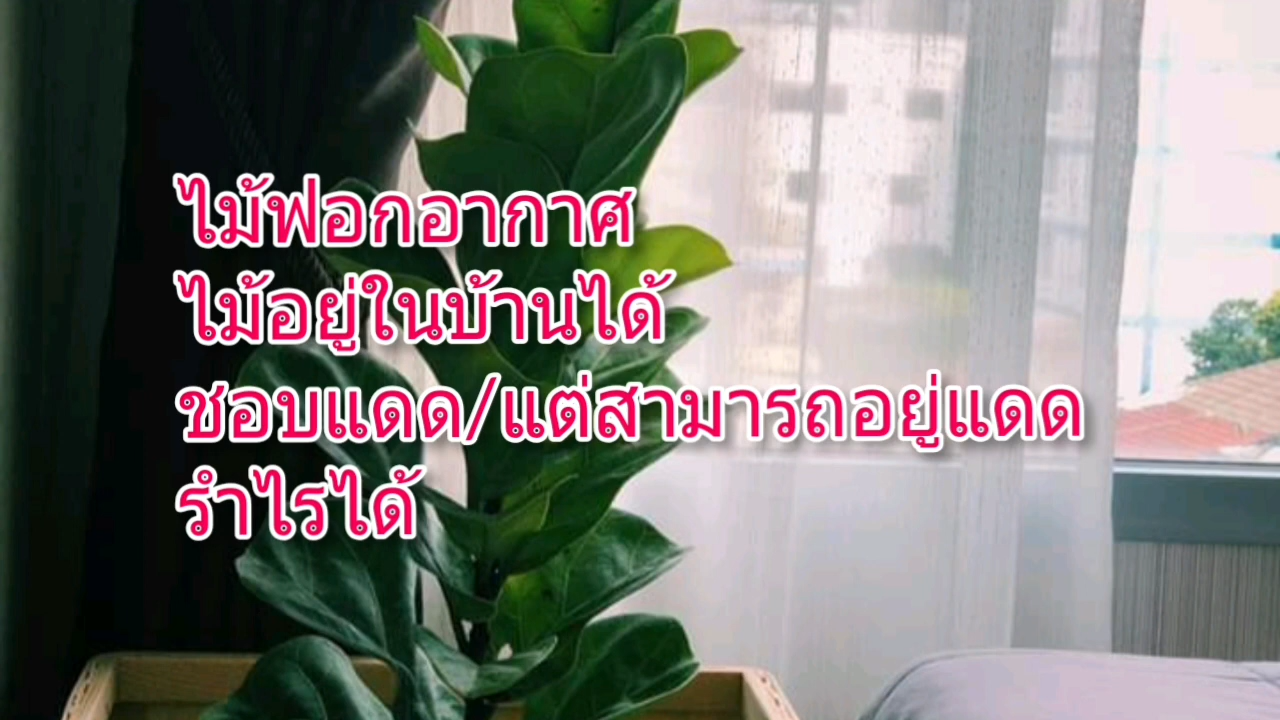 ไม้ฟอกอากาศ
ไม้อยู่ในบ้านได้
ชอบแดด/แต่สามารถอยู่แดด
รำไรได้